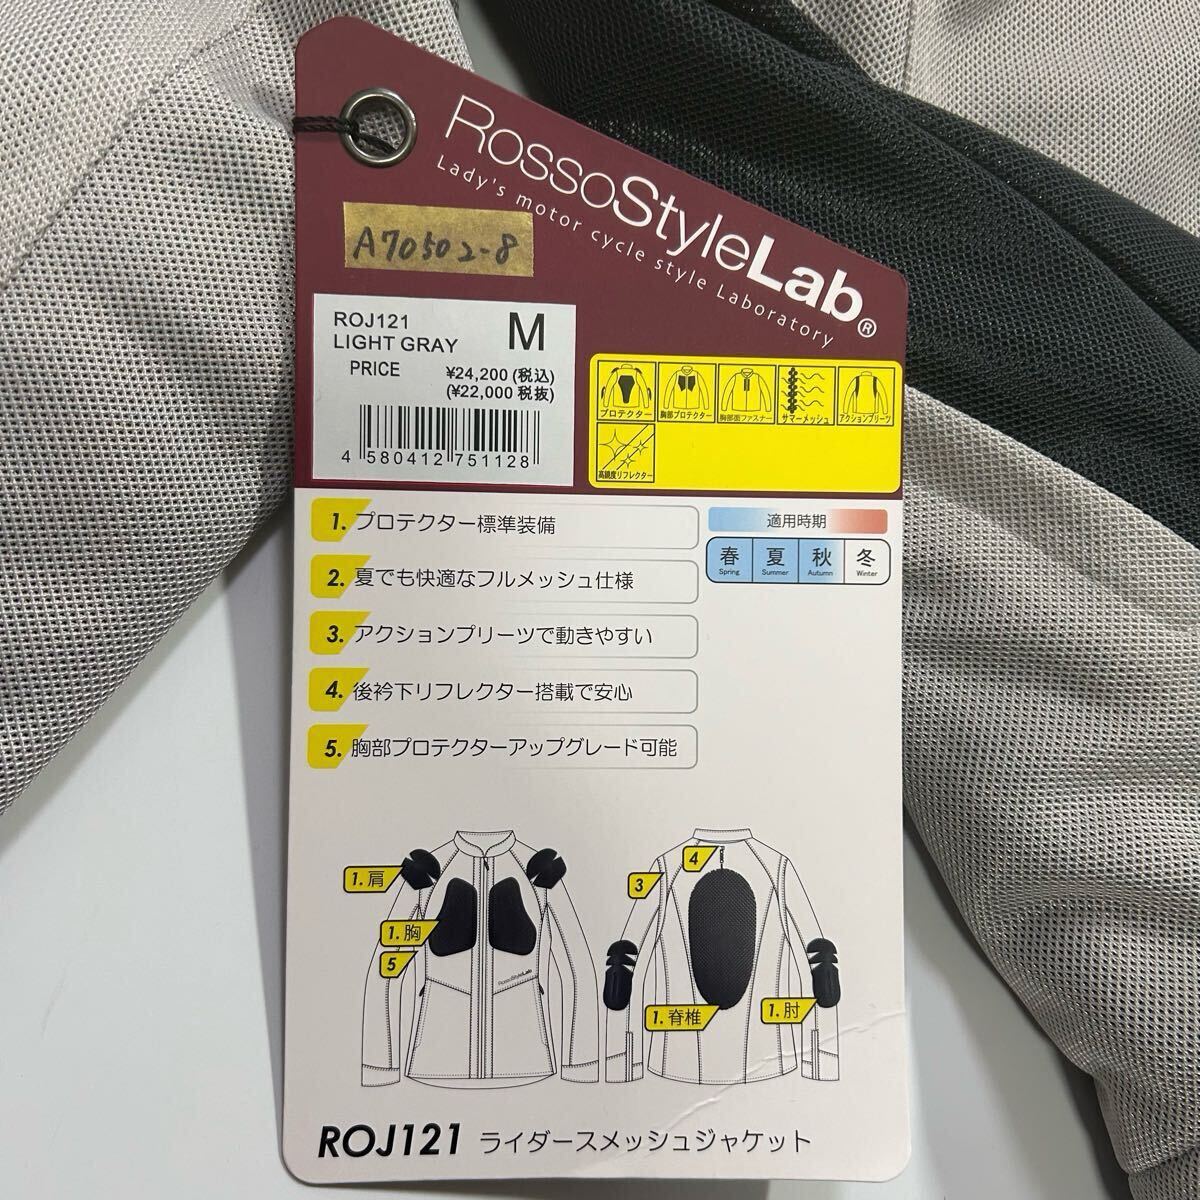 RossoStyleLab®
Lady's motor cycle style Laboratory
A70502-8
ROJ121 M
LIGHT GRAY
PRICE ¥24,200(税込)
(¥22,000 税抜)
4 580412 751128
プロテクター 胸部プロテクター 胸部面ファスナー サマーメッシュ アクションプリーツ
高輝度リフレクター
1. プロテクター標準装備
2. 夏でも快適なフルメッシュ仕様
3. アクションプリーツで動きやすい
4. 後衿下リフレクター搭載で安心
5. 胸部プロテクターアップグレード可能
適用時期
春 夏 秋 冬
Spring Summer Autumn Winter
1. 肩
1. 胸
5
RossoStyleLab
4
3
1. 脊椎
1. 肘
ROJ121 ライダースメッシュジャケット